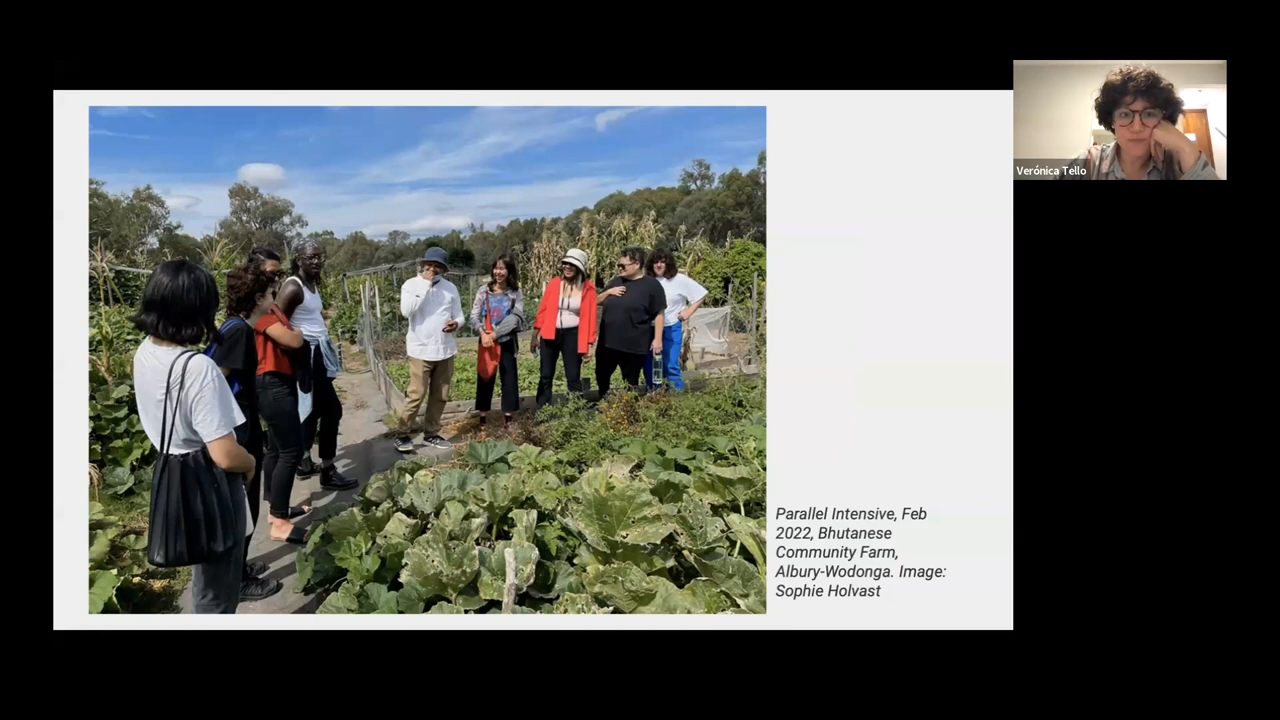 Verónica Tello
Parallel Intensive, Feb
2022, Bhutanese
Community Farm,
Albury-Wodonga. Image:
Sophie Holvast